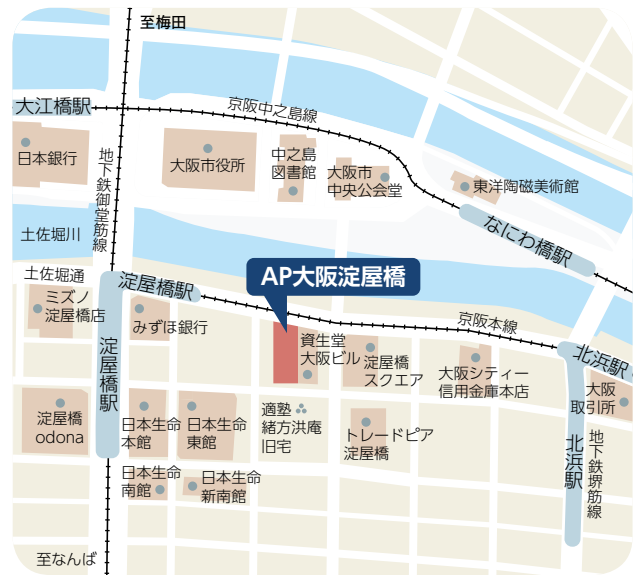 至梅田
大江橋駅
京阪中之島線
日本銀行
地下鉄御堂筋線
大阪市役所
中之島
図書館
大阪市
中央公会堂
東洋陶磁美術館
なにわ橋駅
土佐堀川
土佐堀通
淀屋橋駅
AP大阪淀屋橋
京阪本線
北浜駅
ミズノ
淀屋橋店
みずほ銀行
淀屋橋駅
資生堂
大阪ビル
淀屋橋
スクエア
大阪シティー
信用金庫本店
大阪
取引所
北浜駅
地下鉄堺筋線
淀屋橋
odona
日本生命
本館
日本生命
東館
適塾
緒方洪庵
旧宅
トレードピア
淀屋橋
日本生命
南館
日本生命
新南館
至なんば